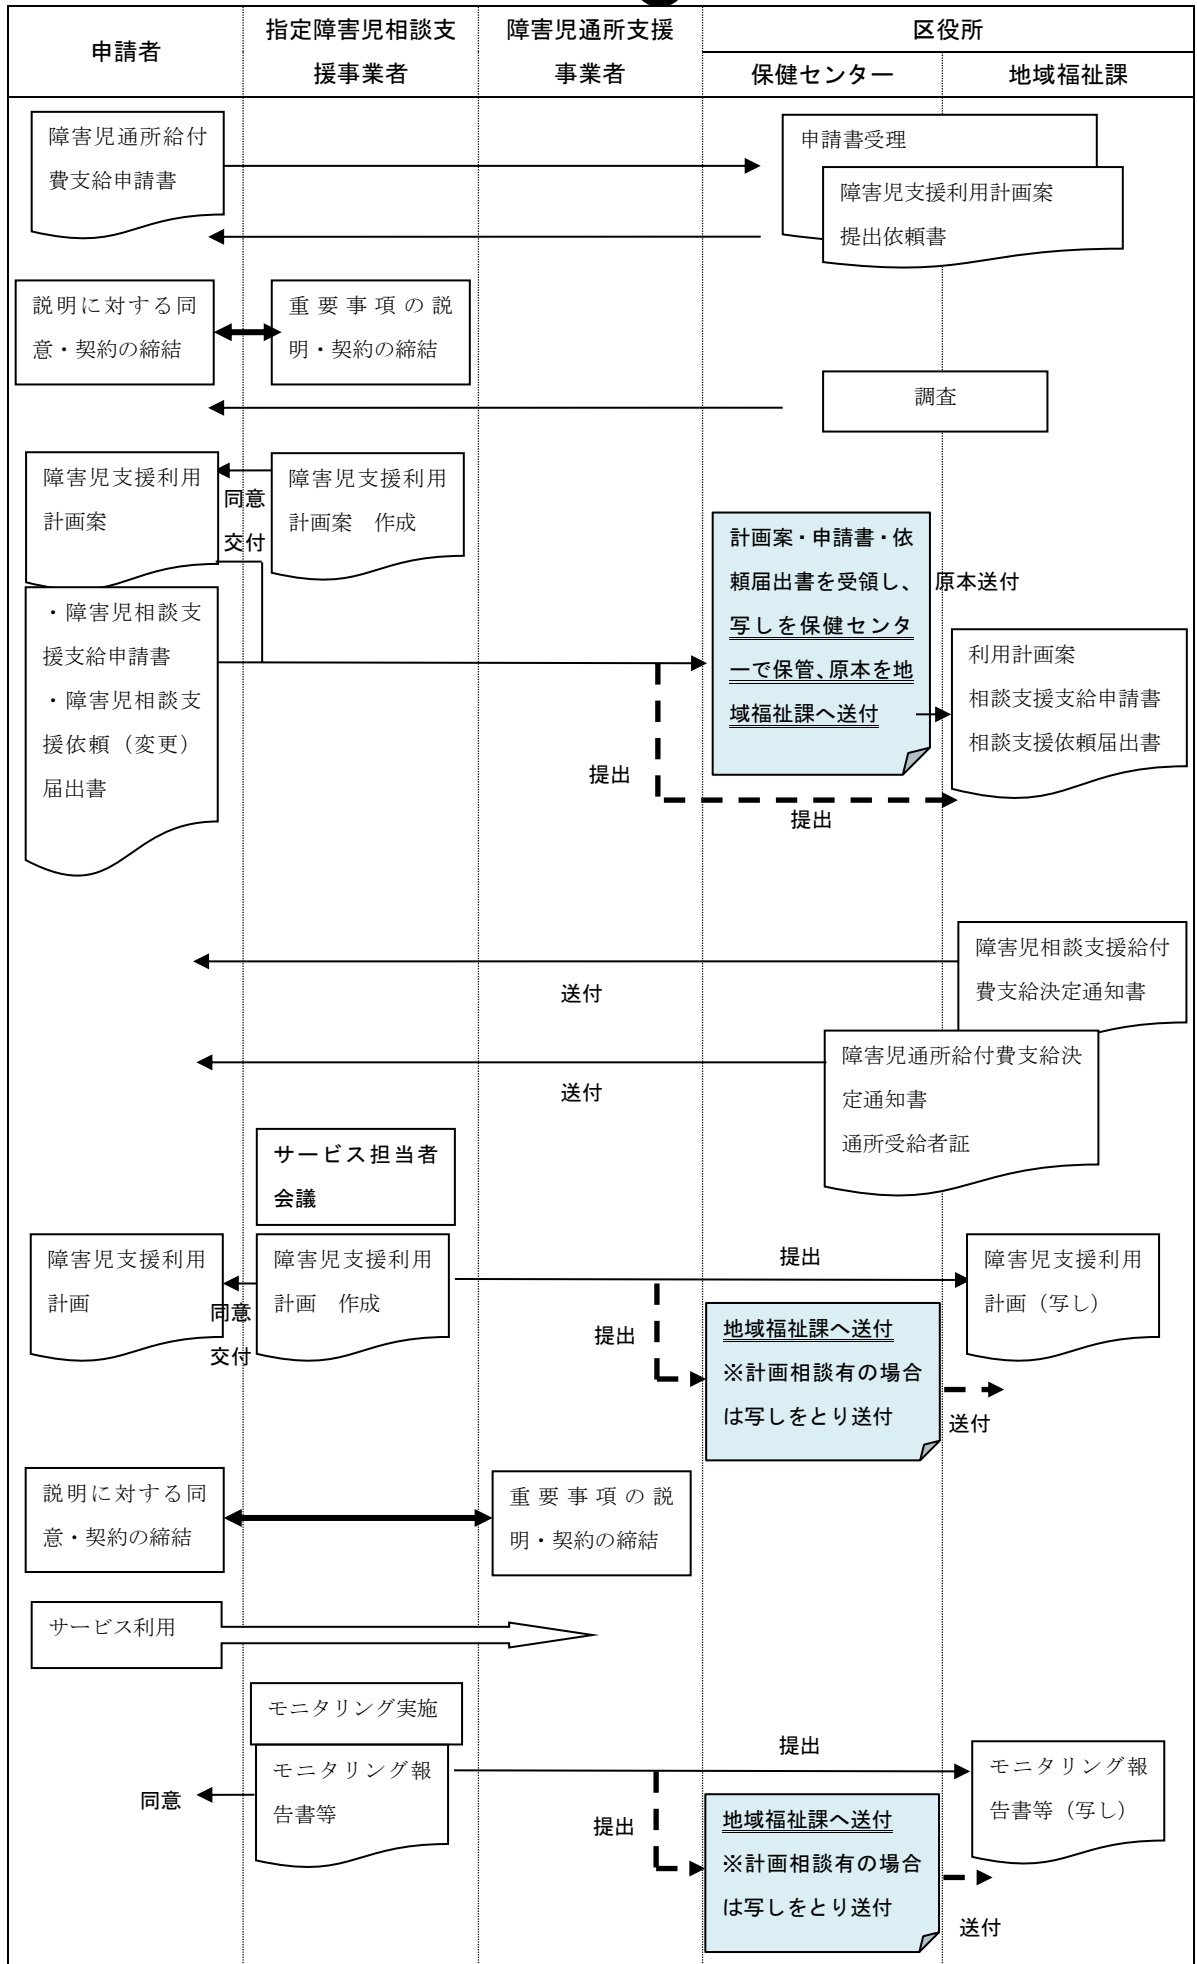 申請者
指定障害児相談支
援事業者
障害児通所支援
事業者
区役所
保健センター
地域福祉課
障害児通所給付
費支給申請書
申請書受理
障害児支援利用計画案
提出依頼書
説明に対する同
意・契約の締結
重要事項の説
明・契約の締結
調査
障害児支援利用
計画案
同意
交付
障害児支援利用
計画案 作成
・障害児相談支
援支給申請書
・障害児相談支
援依頼（変更）
届出書
計画案・申請書・依
頼届出書を受領し、
写しを保健センタ
ーで保管、原本を地
域福祉課へ送付
原本送付
利用計画案
相談支援支給申請書
相談支援依頼届出書
提出
提出
障害児相談支援給付
費支給決定通知書
送付
障害児通所給付費支給決
定通知書
通所受給者証
送付
サービス担当者
会議
障害児支援利用
計画
同意
交付
障害児支援利用
計画 作成
提出
提出
障害児支援利用
計画（写し）
地域福祉課へ送付
※計画相談有の場合
は写しをとり送付
送付
説明に対する同
意・契約の締結
重要事項の説
明・契約の締結
サービス利用
モニタリング実施
モニタリング報
告書等
同意
提出
提出
モニタリング報
告書等（写し）
地域福祉課へ送付
※計画相談有の場合
は写しをとり送付
送付